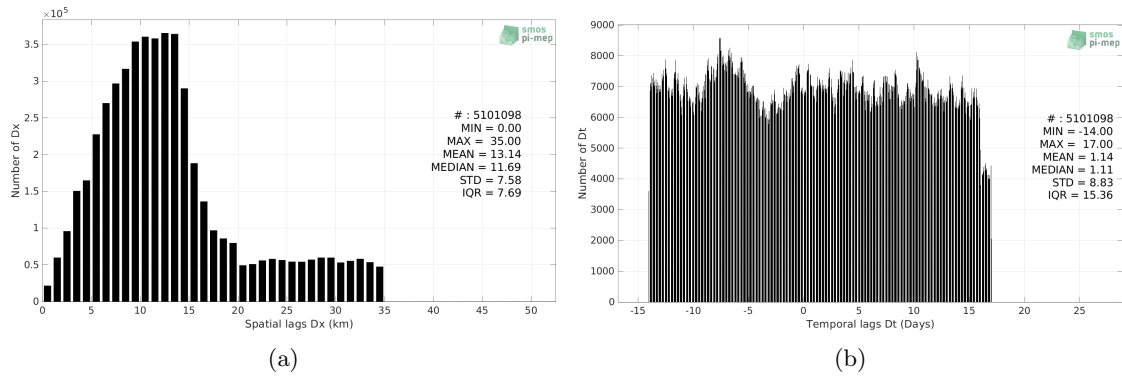 ×10⁵
3.5
3
2.5
2
1.5
1
0.5
0
Number of Dx
smos
pi-mep
# : 5101098
MIN = 0.00
MAX = 35.00
MEAN = 13.14
MEDIAN = 11.69
STD = 7.58
IQR = 7.69
0 5 10 15 20 25 30 35 40 45 50
Spatial lags Dx (km)
(a)
9000
8000
7000
6000
5000
4000
3000
2000
1000
0
Number of Dt
smos
pi-mep
# : 5101098
MIN = -14.00
MAX = 17.00
MEAN = 1.14
MEDIAN = 1.11
STD = 8.83
IQR = 15.36
-15 -10 -5 0 5 10 15 20 25
Temporal lags Dt (Days)
(b)